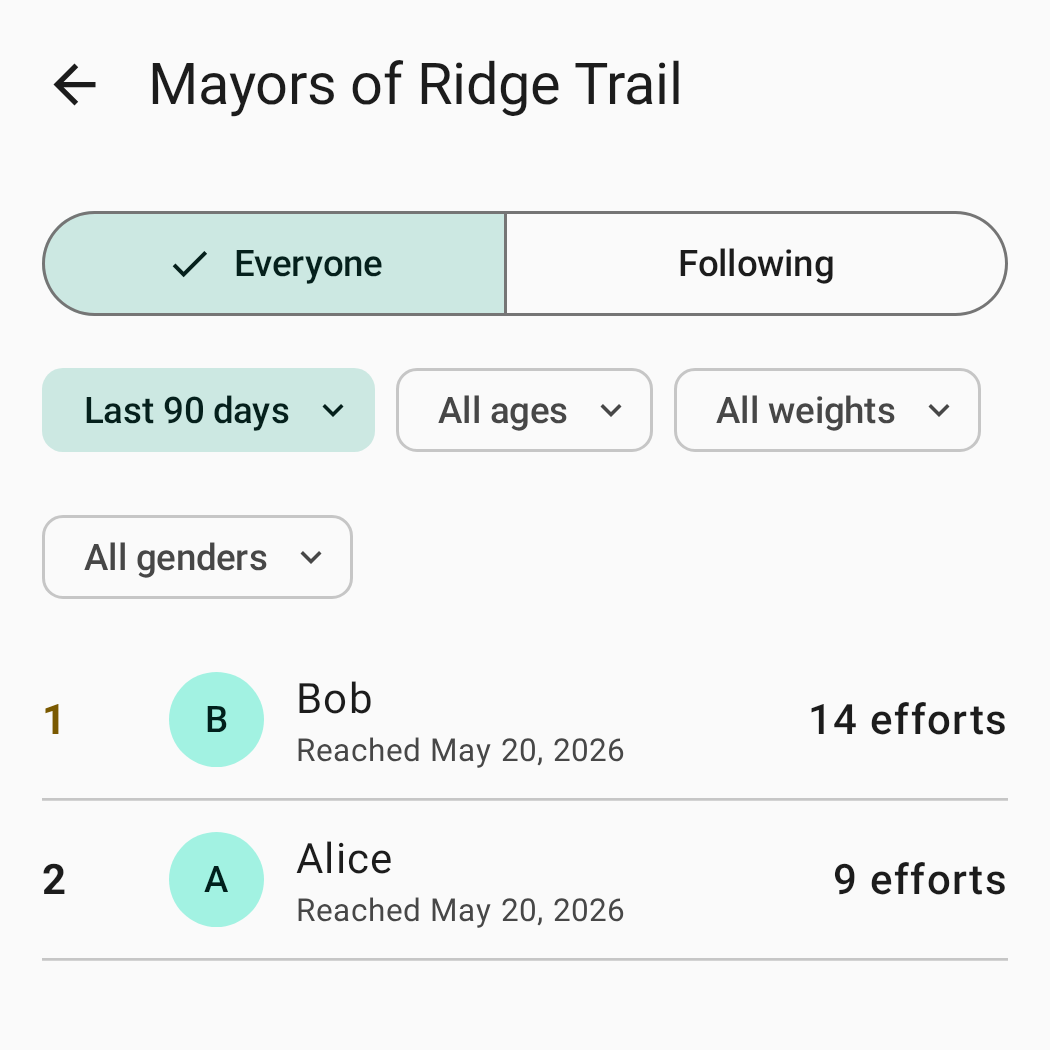 Mayors of Ridge Trail
Everyone Following
Last 90 days All ages All weights
All genders
1 B Bob 14 efforts
Reached May 20, 2026
2 A Alice 9 efforts
Reached May 20, 2026